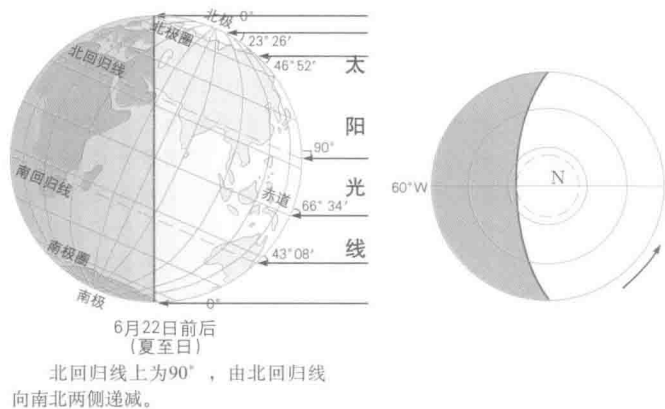 北极 0°
北极圈
23°26′
北回归线
46°52′
太
阳
90°
光
南回归线
赤道
66°34′
线
南极圈
43°08′
南极
0°
6月22日前后
(夏至日)
北回归线上为90°，由北回归线
向南北两侧递减。
60°W
N